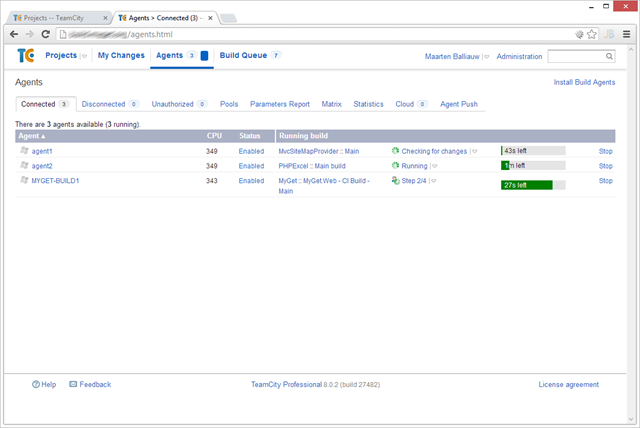 Projects -- TeamCity
Agents > Connected (3) -
/agents.html
TC Projects My Changes Agents 3 Build Queue 7 Maarten Balliauw Administration
Agents
Install Build Agents
Connected 3 Disconnected 0 Unauthorized 0 Pools Parameters Report Matrix Statistics Cloud 0 Agent Push
There are 3 agents available (3 running).
Agent CPU Status Running build
agent1 349 Enabled MvcSiteMapProvider :: Main Checking for changes 43s left Stop
agent2 349 Enabled PHPExcel :: Main build Running 1m left Stop
MYGET-BUILD1 343 Enabled MyGet :: MyGet.Web - CI Build - Step 2/4 27s left Stop
Main
Help Feedback TeamCity Professional 8.0.2 (build 27482) License agreement